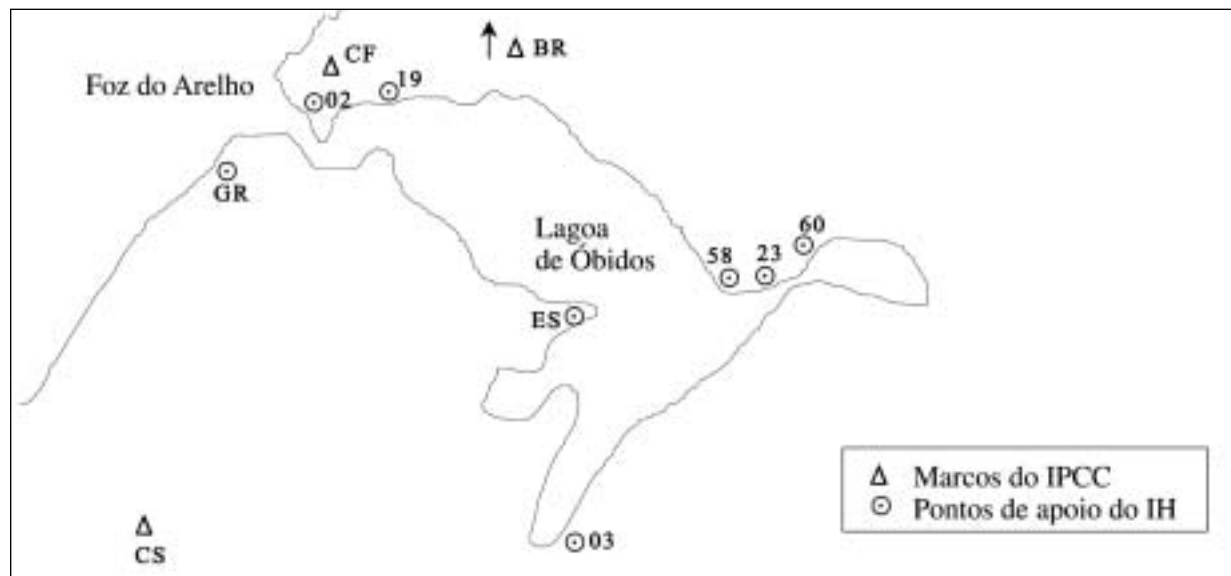 BR
CF
Foz do Arelho
19
02
GR
Lagoa
de Óbidos
60
58
23
ES
Marcos do IPCC
Pontos de apoio do IH
CS
03